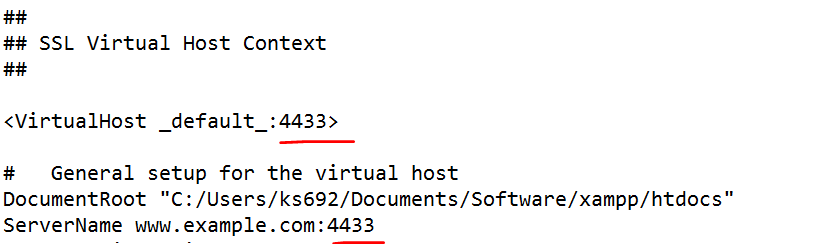 ##
## SSL Virtual Host Context
##
<VirtualHost _default_:4433>
#   General setup for the virtual host
DocumentRoot "C:/Users/ks692/Documents/Software/xampp/htdocs"
ServerName www.example.com:4433